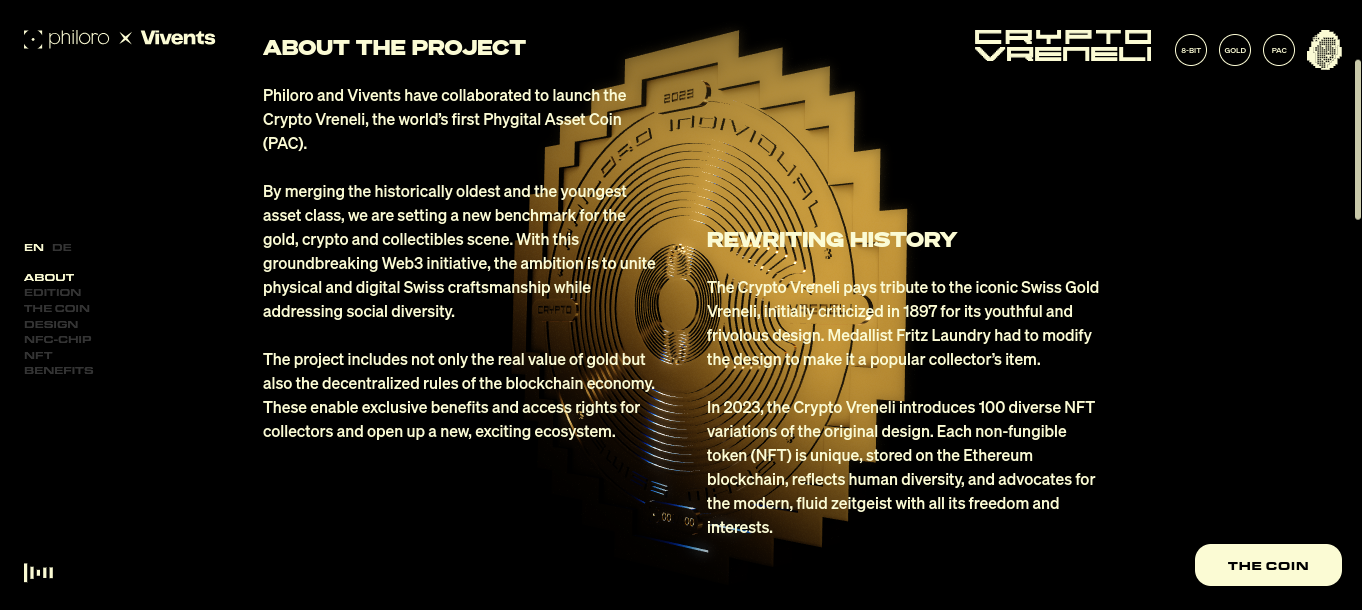 philoro × Vivents
CRYPTO
VRENELI
8-BIT
GOLD
PAC
ABOUT THE PROJECT
Philoro and Vivents have collaborated to launch the
Crypto Vreneli, the world’s first Phygital Asset Coin
(PAC).
By merging the historically oldest and the youngest
asset class, we are setting a new benchmark for the
gold, crypto and collectibles scene. With this
groundbreaking Web3 initiative, the ambition is to unite
physical and digital Swiss craftsmanship while
addressing social diversity.
The project includes not only the real value of gold but
also the decentralized rules of the blockchain economy.
These enable exclusive benefits and access rights for
collectors and open up a new, exciting ecosystem.
REWRITING HISTORY
The Crypto Vreneli pays tribute to the iconic Swiss Gold
Vreneli, initially criticized in 1897 for its youthful and
frivolous design. Medallist Fritz Laundry had to modify
the design to make it a popular collector’s item.
In 2023, the Crypto Vreneli introduces 100 diverse NFT
variations of the original design. Each non-fungible
token (NFT) is unique, stored on the Ethereum
blockchain, reflects human diversity, and advocates for
the modern, fluid zeitgeist with all its freedom and
interests.
EN DE
ABOUT
EDITION
THE COIN
DESIGN
NFC-CHIP
NFT
BENEFITS
2023
INDIVIDUAL
CRYPTO
THE COIN